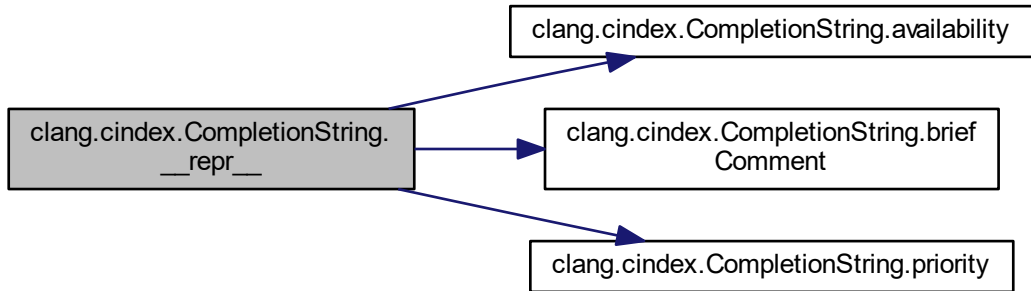 clang.cindex.CompletionString.availability
clang.cindex.CompletionString.
__repr__
clang.cindex.CompletionString.brief
Comment
clang.cindex.CompletionString.priority